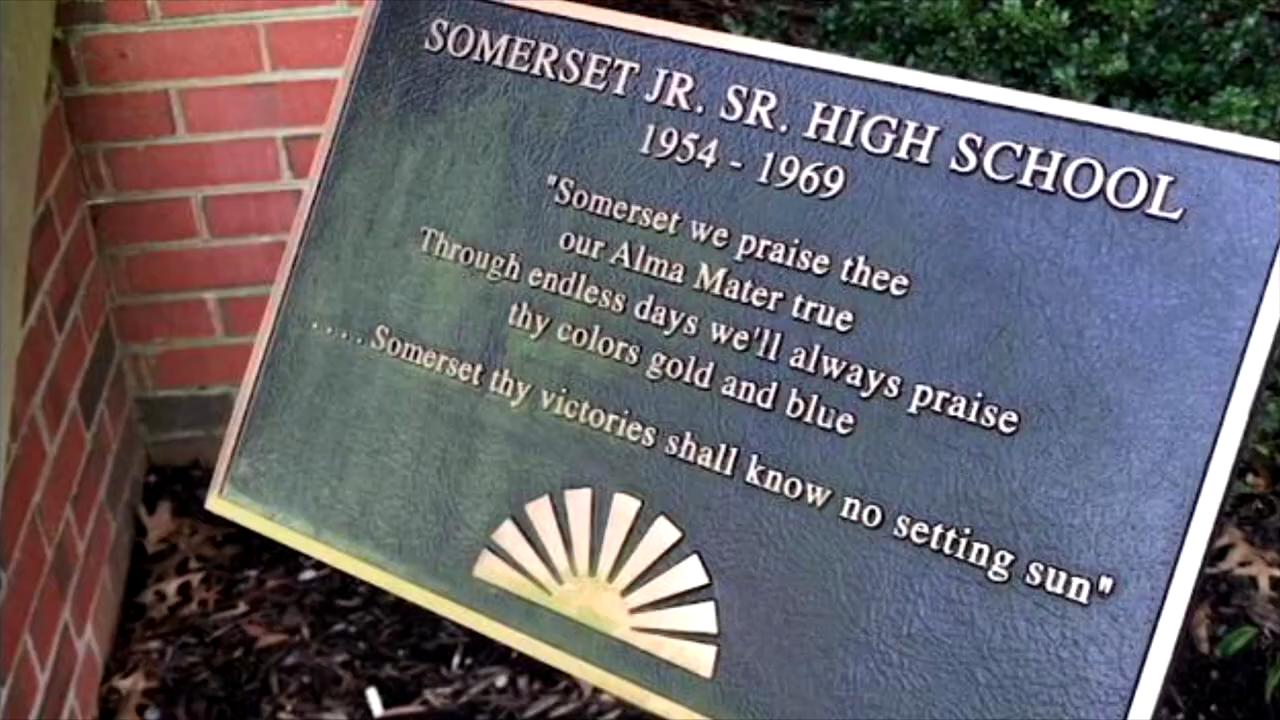 SOMERSET JR. SR. HIGH SCHOOL
1954 - 1969
"Somerset we praise thee
our Alma Mater true
Through endless days we'll always praise
thy colors gold and blue
.....Somerset thy victories shall know no setting sun"